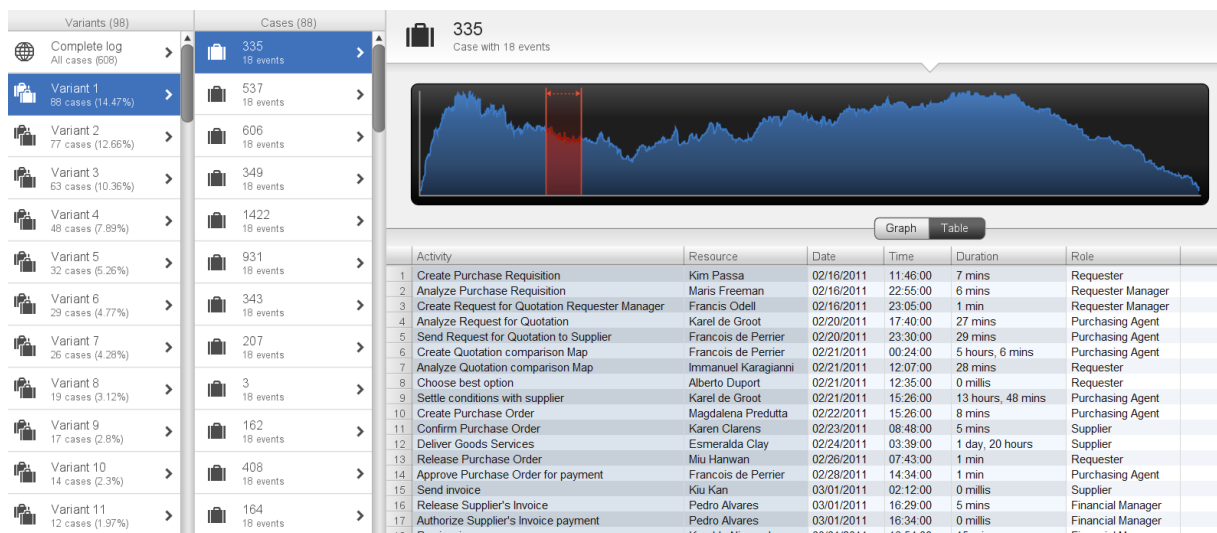 Variants (98)
Complete log
All cases (608)
Variant 1
88 cases (14.47%)
Variant 2
77 cases (12.66%)
Variant 3
63 cases (10.36%)
Variant 4
48 cases (7.89%)
Variant 5
32 cases (5.26%)
Variant 6
29 cases (4.77%)
Variant 7
26 cases (4.28%)
Variant 8
19 cases (3.12%)
Variant 9
17 cases (2.8%)
Variant 10
14 cases (2.3%)
Variant 11
12 cases (1.97%)
Cases (88)
335
18 events
537
18 events
606
18 events
349
18 events
1422
18 events
931
18 events
343
18 events
207
18 events
3
18 events
162
18 events
408
18 events
164
18 events
335
Case with 18 events
Graph Table
Activity Resource Date Time Duration Role
1 Create Purchase Requisition Kim Passa 02/16/2011 11:46:00 7 mins Requester
2 Analyze Purchase Requisition Maris Freeman 02/16/2011 22:55:00 6 mins Requester Manager
3 Create Request for Quotation Requester Manager Francis Odell 02/16/2011 23:05:00 1 min Requester Manager
4 Analyze Request for Quotation Karel de Groot 02/20/2011 17:40:00 27 mins Purchasing Agent
5 Send Request for Quotation to Supplier Francois de Perrier 02/20/2011 23:30:00 29 mins Purchasing Agent
6 Create Quotation comparison Map Francois de Perrier 02/21/2011 00:24:00 5 hours, 6 mins Purchasing Agent
7 Analyze Quotation comparison Map Immanuel Karagianni 02/21/2011 12:07:00 28 mins Requester
8 Choose best option Alberto Duport 02/21/2011 12:35:00 0 millis Requester
9 Settle conditions with supplier Karel de Groot 02/21/2011 15:26:00 13 hours, 48 mins Purchasing Agent
10 Create Purchase Order Magdalena Predutta 02/22/2011 15:26:00 8 mins Purchasing Agent
11 Confirm Purchase Order Karen Clarens 02/23/2011 08:48:00 5 mins Supplier
12 Deliver Goods Services Esmeralda Clay 02/24/2011 03:39:00 1 day, 20 hours Supplier
13 Release Purchase Order Miu Hanwan 02/26/2011 07:43:00 1 min Requester
14 Approve Purchase Order for payment Francois de Perrier 02/28/2011 14:34:00 1 min Purchasing Agent
15 Send invoice Kiu Kan 03/01/2011 02:12:00 0 millis Supplier
16 Release Supplier's Invoice Pedro Alvares 03/01/2011 16:29:00 5 mins Financial Manager
17 Authorize Supplier's Invoice payment Pedro Alvares 03/01/2011 16:34:00 0 millis Financial Manager